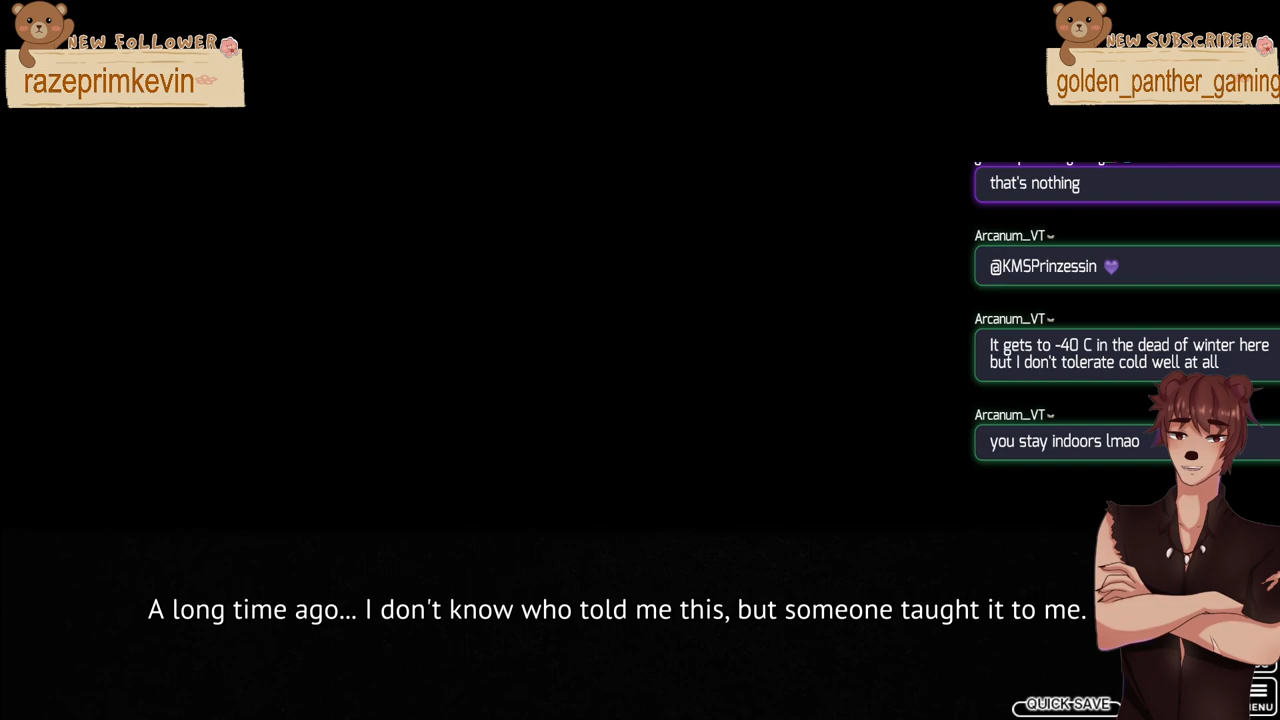 NEW FOLLOWER
razeprimkevin
NEW SUBSCRIBER
golden_panther_gaming
that's nothing
Arcanum_VT
@KMSPrinzessin 💜
Arcanum_VT
It gets to -40 C in the dead of winter here
but I don't tolerate cold well at all
Arcanum_VT
you stay indoors lmao
A long time ago... I don't know who told me this, but someone taught it to me.
QUICK SAVE
MENU